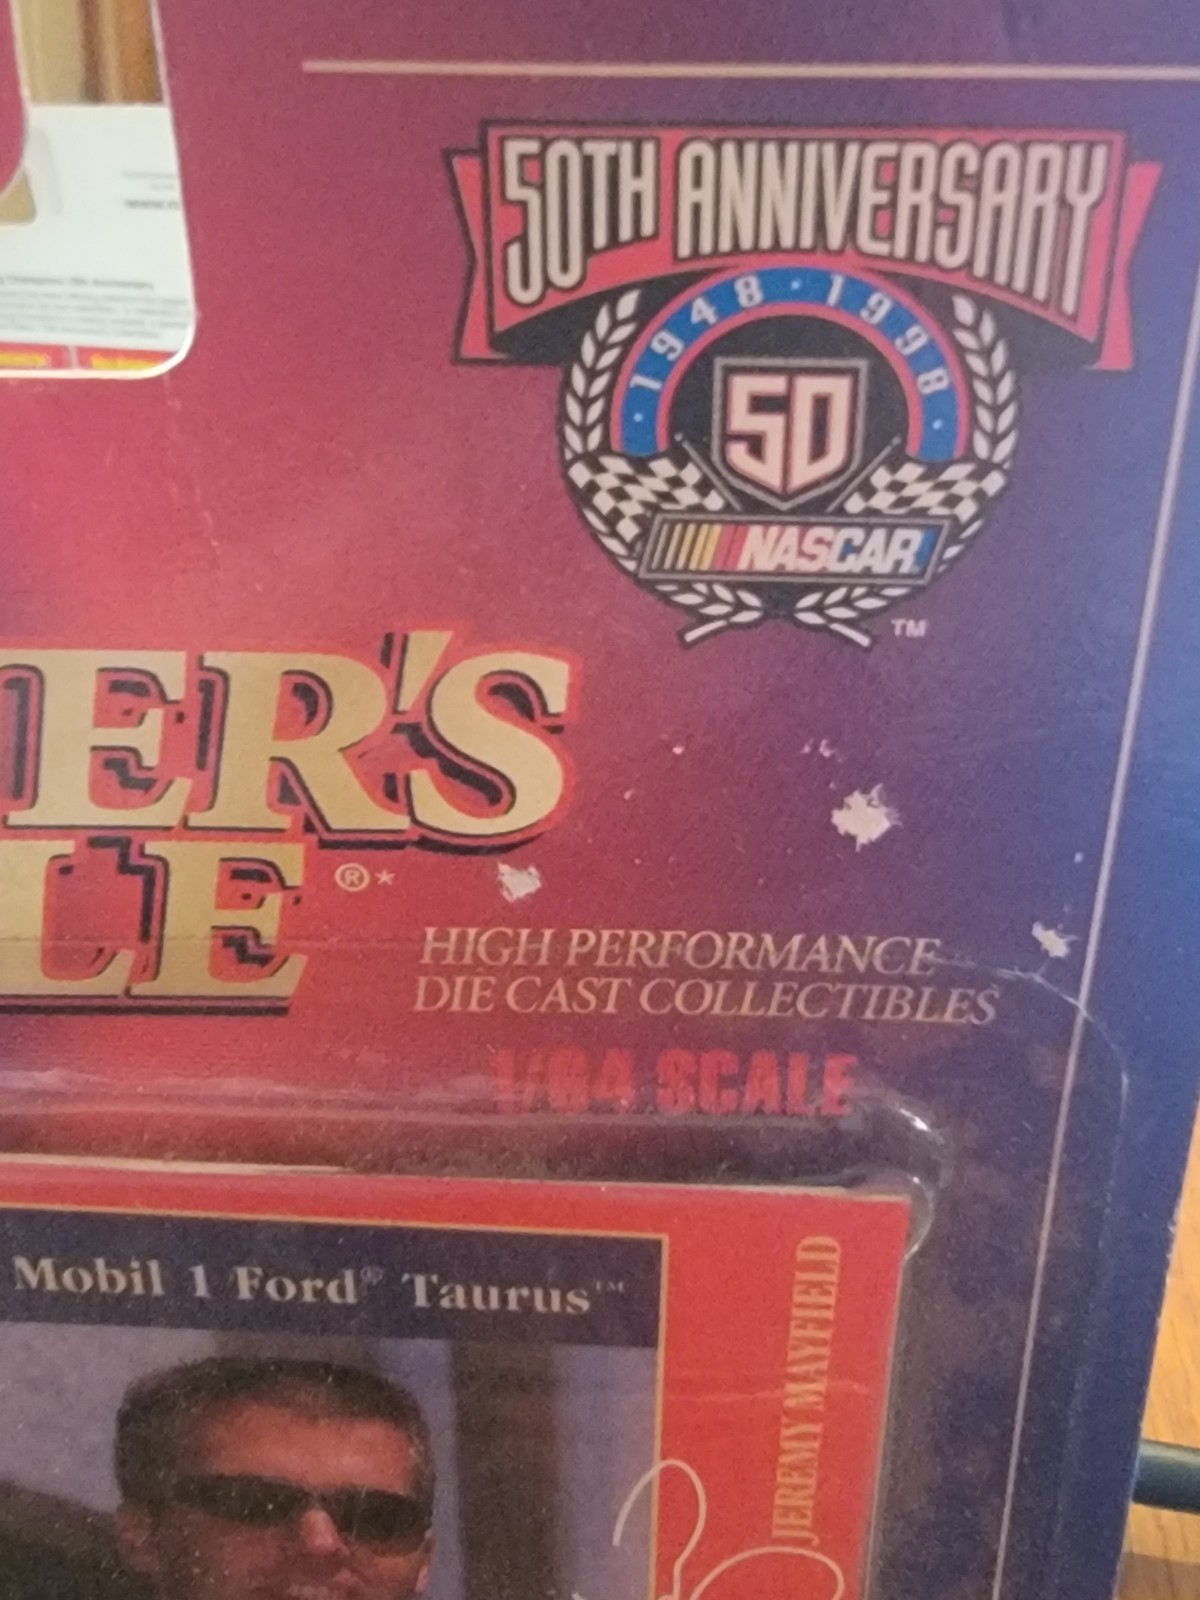 50TH ANNIVERSARY
· 1948 · 1998 ·
50
NASCAR
TM
ER'S
LE ®*
HIGH PERFORMANCE
DIE CAST COLLECTIBLES
1/64 SCALE
Mobil 1 Ford® Taurus™
JEREMY MAYFIELD